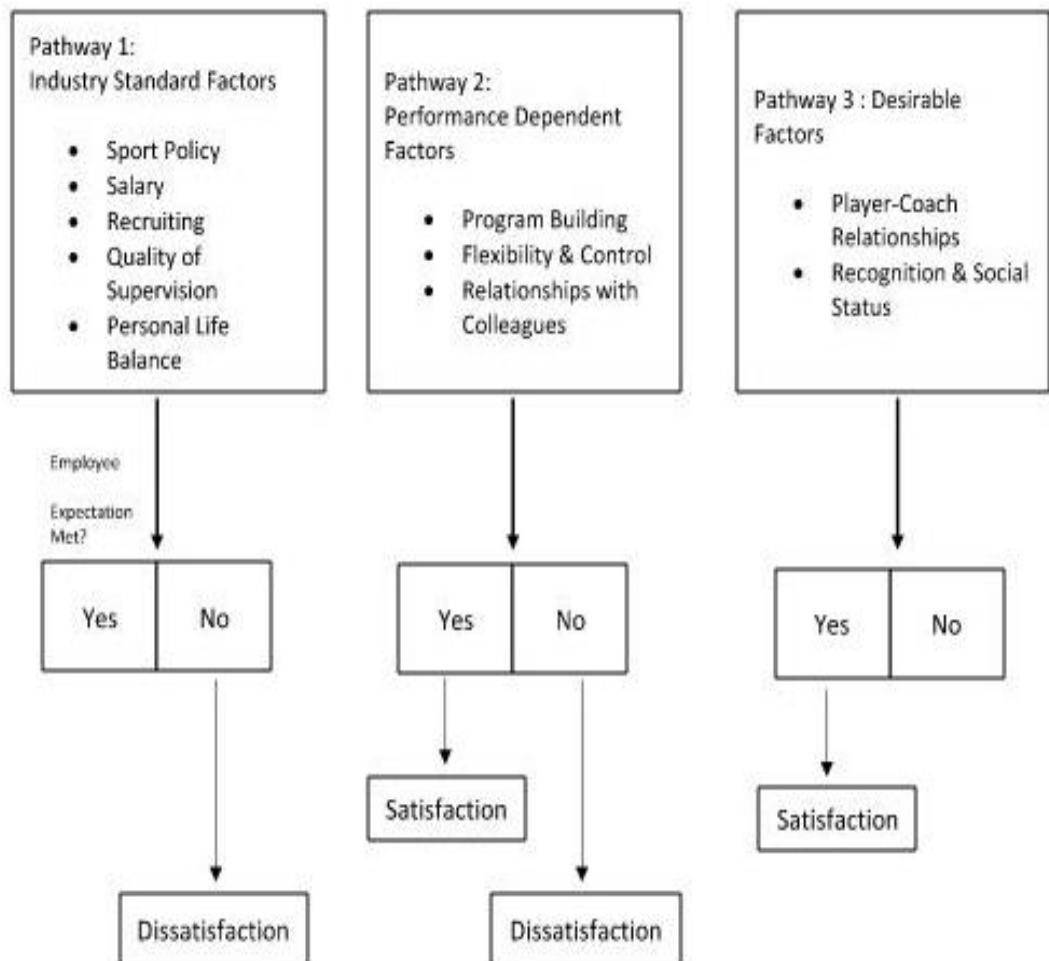 Pathway 1:
Industry Standard Factors
• Sport Policy
• Salary
• Recruiting
• Quality of
Supervision
• Personal Life
Balance
Pathway 2:
Performance Dependent
Factors
• Program Building
• Flexibility & Control
• Relationships with
Colleagues
Pathway 3 : Desirable
Factors
• Player-Coach
Relationships
• Recognition & Social
Status
Employee
Expectation
Met?
Yes
No
Yes
No
Yes
No
Satisfaction
Satisfaction
Dissatisfaction
Dissatisfaction